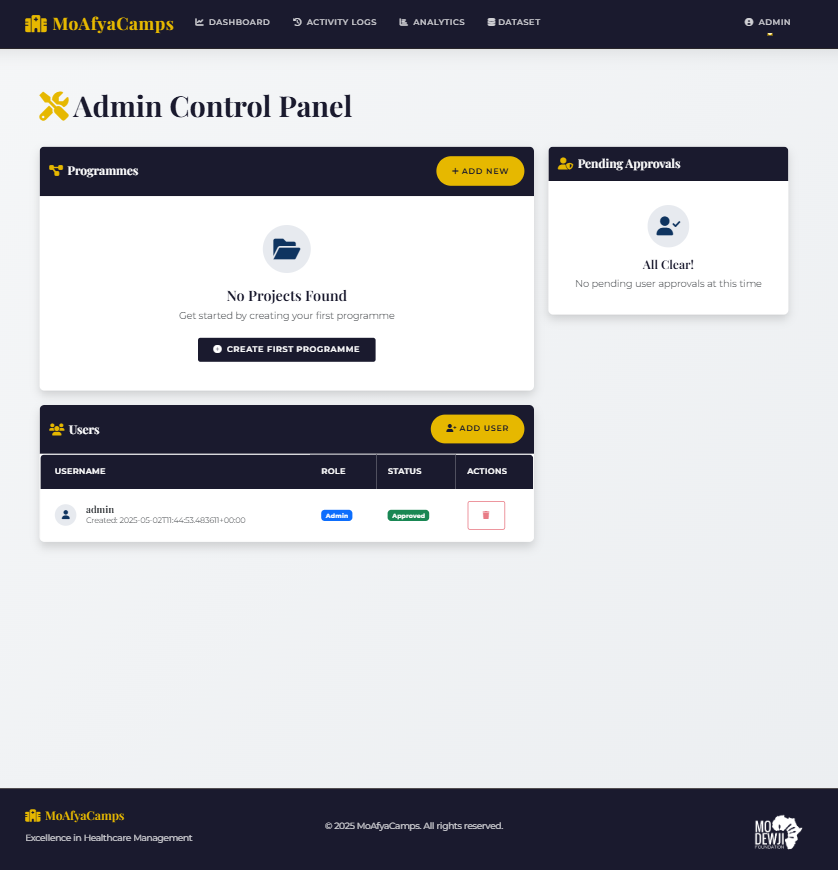 MoAfyaCamps
DASHBOARD
ACTIVITY LOGS
ANALYTICS
DATASET
ADMIN
Admin Control Panel
Programmes
+ ADD NEW
No Projects Found
Get started by creating your first programme
CREATE FIRST PROGRAMME
Pending Approvals
All Clear!
No pending user approvals at this time
Users
ADD USER
USERNAME ROLE STATUS ACTIONS
admin
Created: 2025-05-02T11:44:53.483611+00:00
Admin
Approved
MoAfyaCamps
Excellence in Healthcare Management
© 2025 MoAfyaCamps. All rights reserved.
MO
DEWJI
FOUNDATION